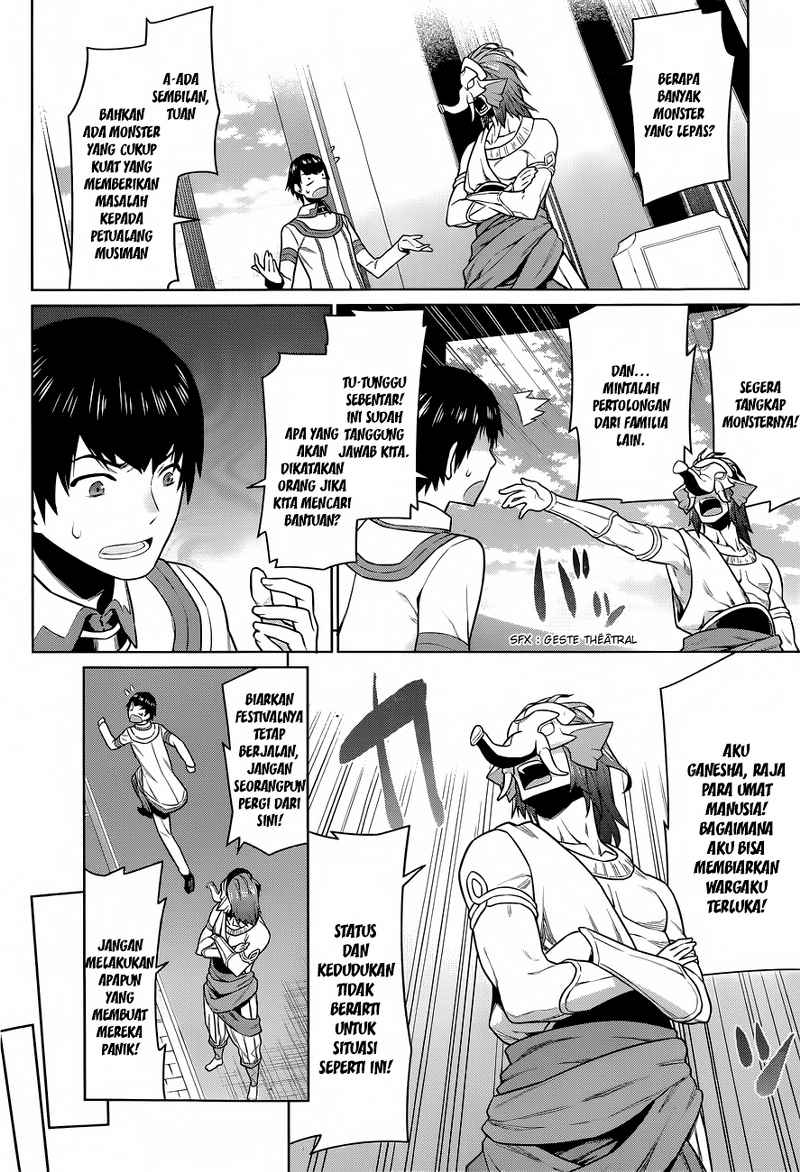 BERAPA
BANYAK
MONSTER
YANG LEPAS?
A-ADA
SEMBILAN,
TUAN
BAHKAN
ADA MONSTER
YANG CUKUP
KUAT YANG
MEMBERIKAN
MASALAH
KEPADA
PETUALANG
MUSIMAN
SEGERA
TANGKAP
MONSTERNYA!
DAN...
MINTALAH
PERTOLONGAN
DARI FAMILIA
LAIN.
SFX : GESTE THÉÂTRAL
TU-TUNGGU
SEBENTAR!
INI SUDAH
TANGGUNG
JAWAB KITA.
APA YANG
AKAN
DIKATAKAN
ORANG JIKA
KITA MENCARI
BANTUAN?
AKU
GANESHA, RAJA
PARA UMAT
MANUSIA!
BAGAIMANA
AKU BISA
MEMBIARKAN
WARGAKU
TERLUKA!
カッ
STATUS
DAN
KEDUDUKAN
TIDAK
BERARTI
UNTUK
SITUASI
SEPERTI INI!
BIARKAN
FESTIVALNYA
TETAP
BERJALAN,
JANGAN
SEORANGPUN
PERGI DARI
SINI!
JANGAN
MELAKUKAN
APAPUN
YANG
MEMBUAT
MEREKA
PANIK!